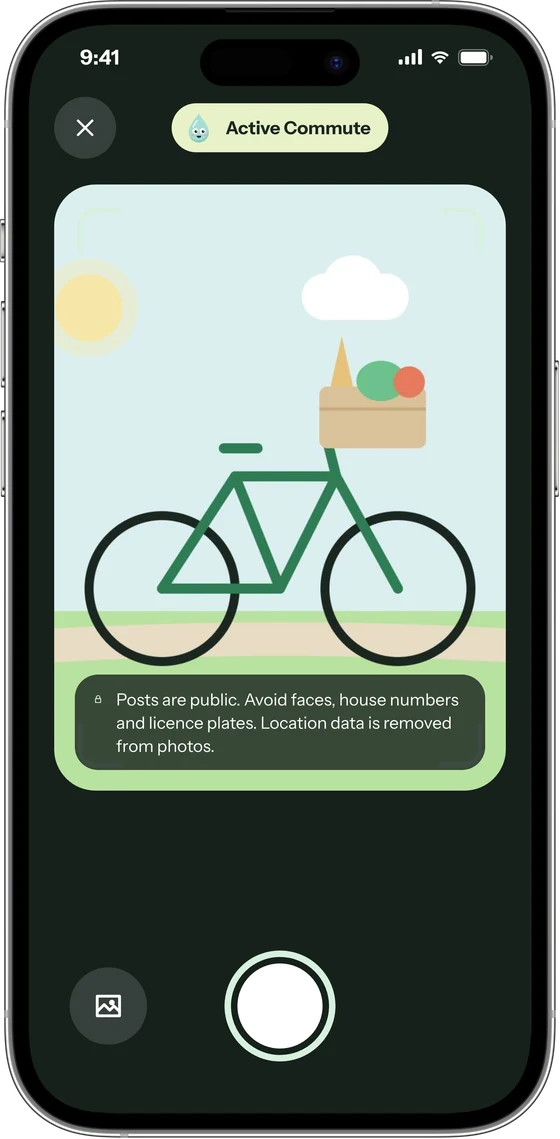 9:41
Active Commute
Posts are public. Avoid faces, house numbers
and licence plates. Location data is removed
from photos.